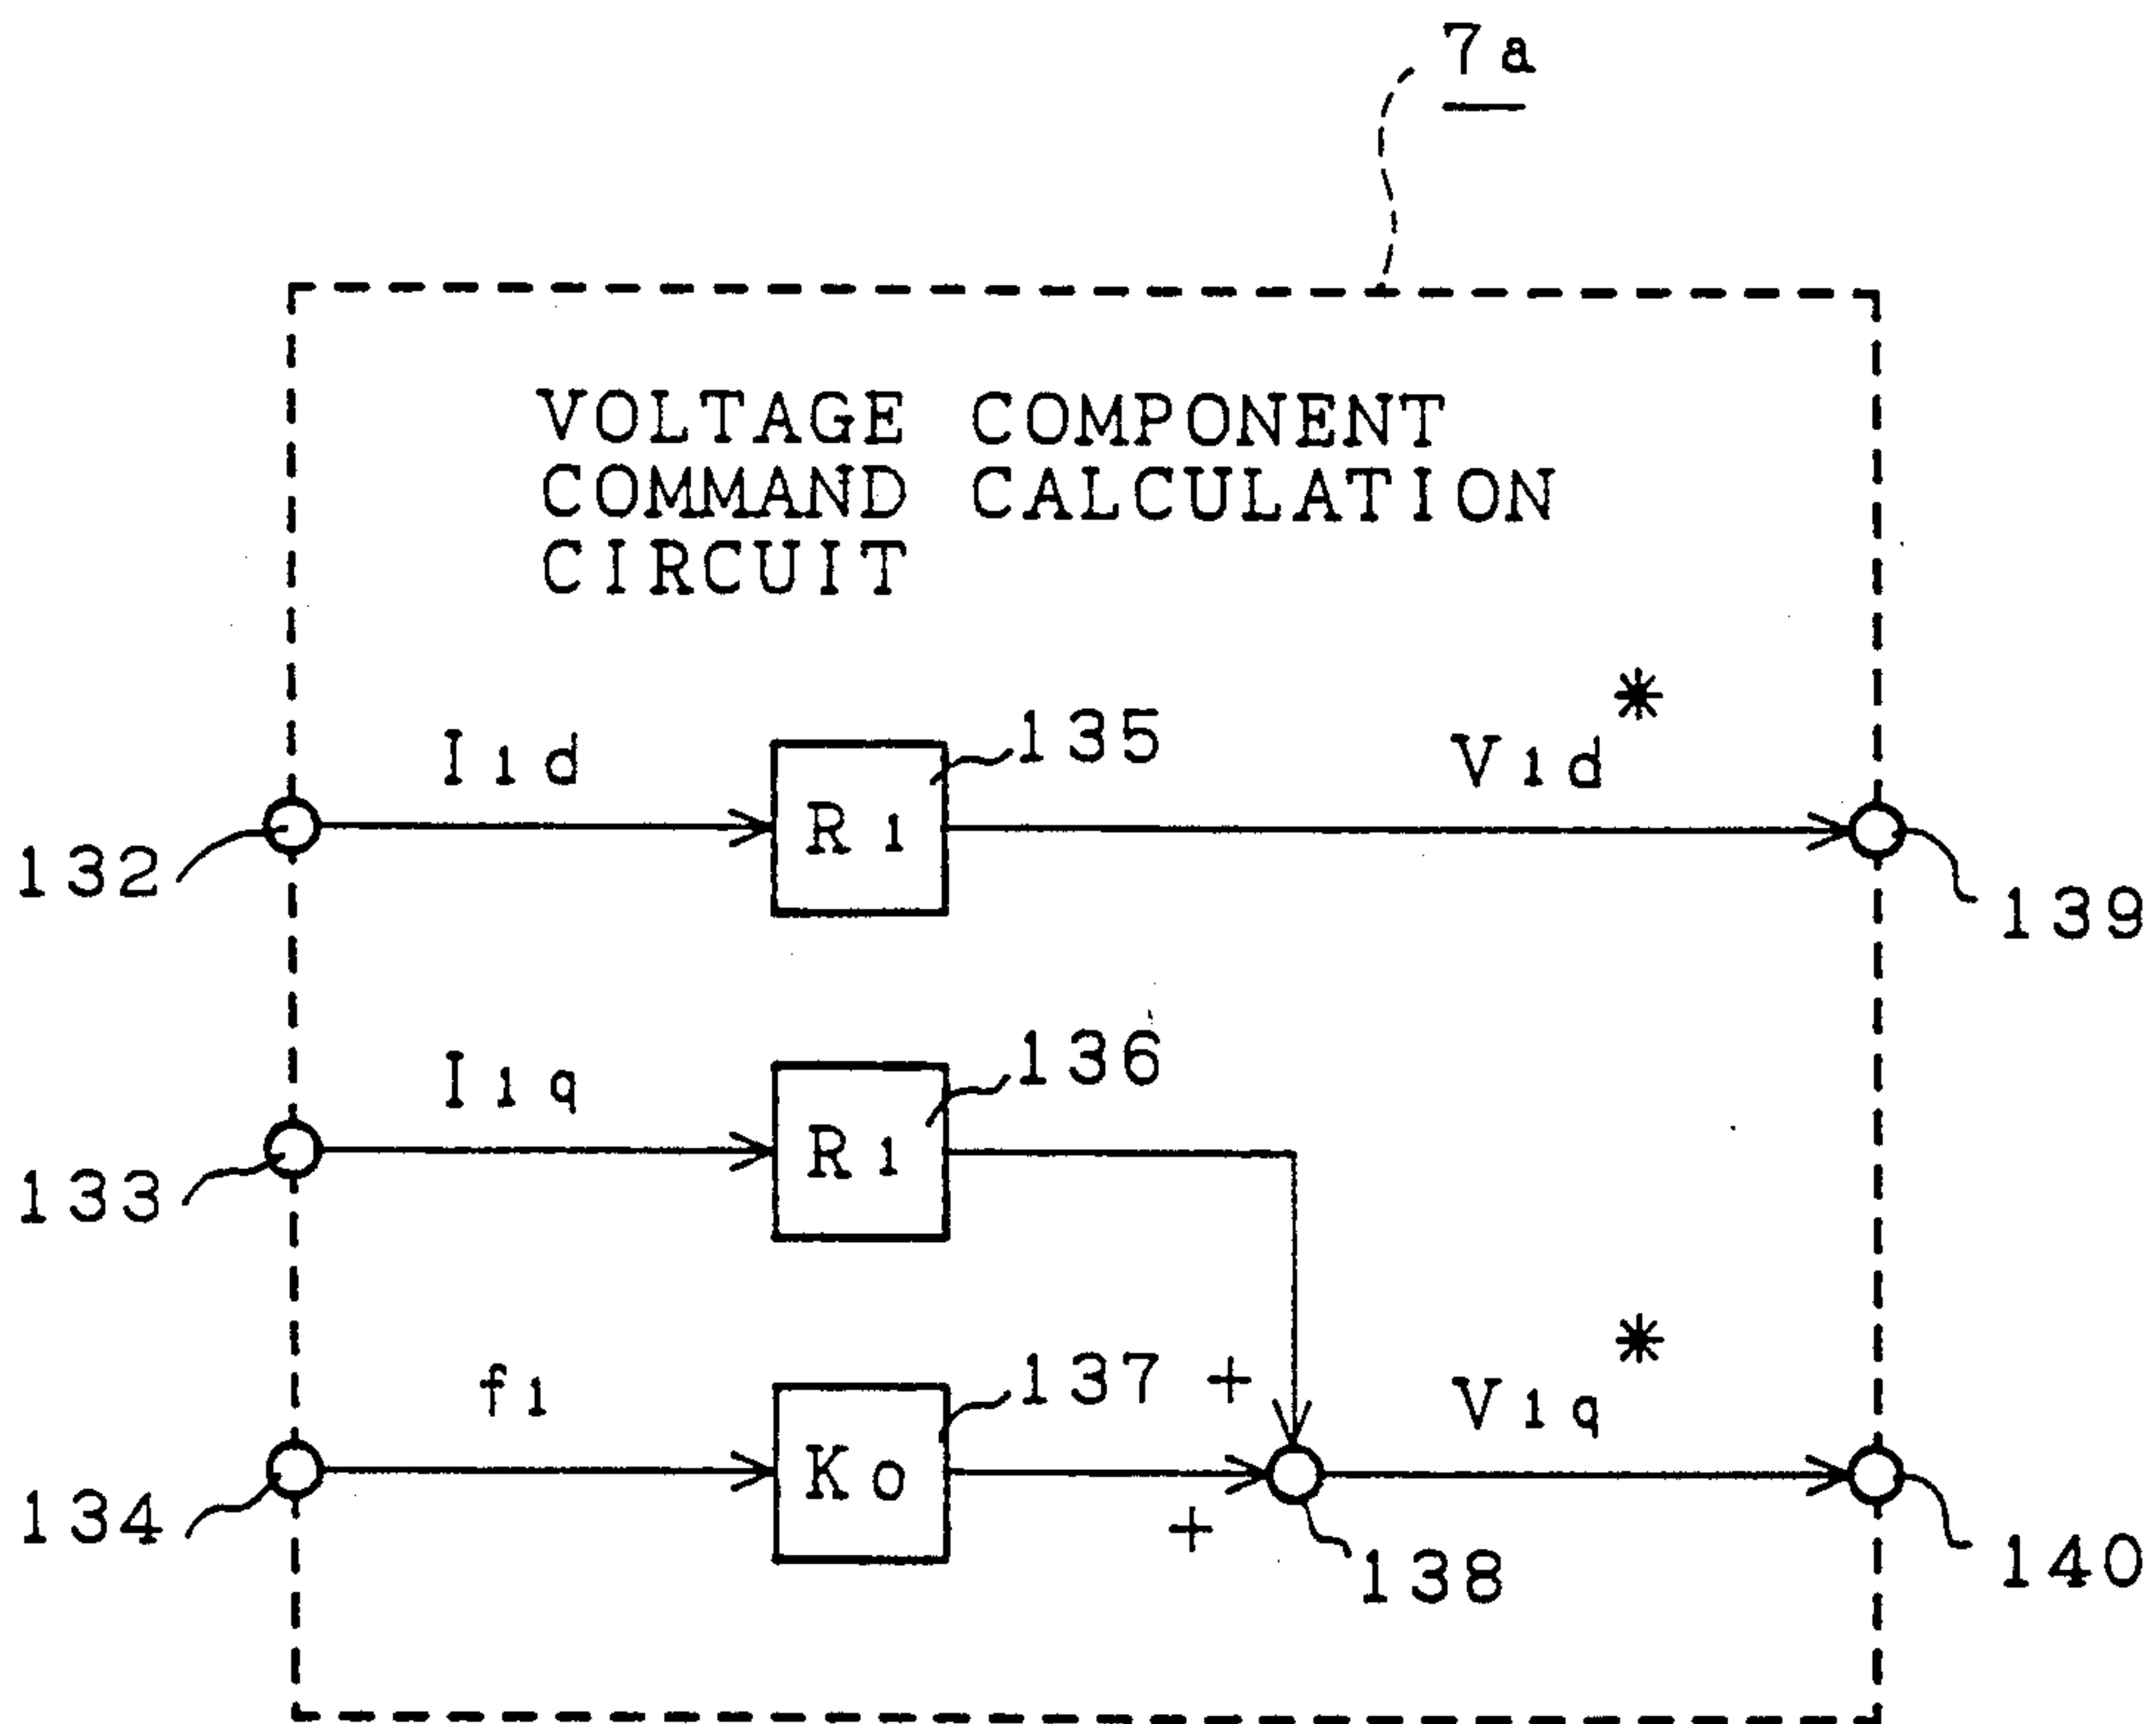 7a
VOLTAGE COMPONENT
COMMAND CALCULATION
CIRCUIT
I1d
135
V1d*
R1
132
139
I1q
136
R1
133
f1
137 +
V1q*
K0
134
+
138
140